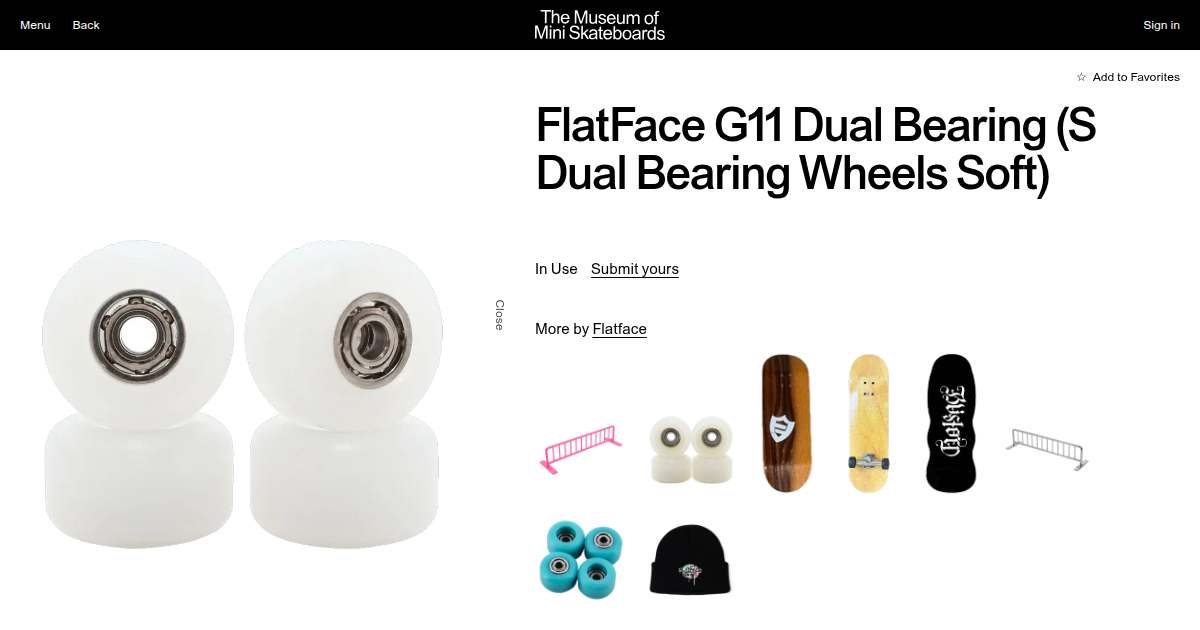 Menu
Back
The Museum of
Mini Skateboards
Sign in
☆ Add to Favorites
FlatFace G11 Dual Bearing (S
Dual Bearing Wheels Soft)
In Use Submit yours
Close
More by Flatface